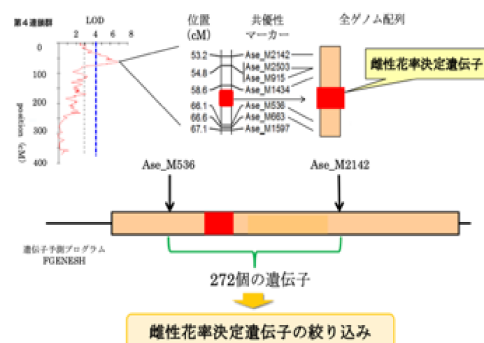 第4連鎖群
LOD
2 4 6 8
0
100
200
300
400
position (cM)
位置
(cM)
共優性
マーカー
全ゲノム配列
53.2 Ase_M2142
Ase_M2503
54.8 Ase_M915
58.6 Ase_M1434
66.1 Ase_M536
66.6 Ase_M663
67.1 Ase_M1597
雌性花率決定遺伝子
Ase_M536
Ase_M2142
遺伝子予測プログラム
FGENESH
272個の遺伝子
雌性花率決定遺伝子の絞り込み